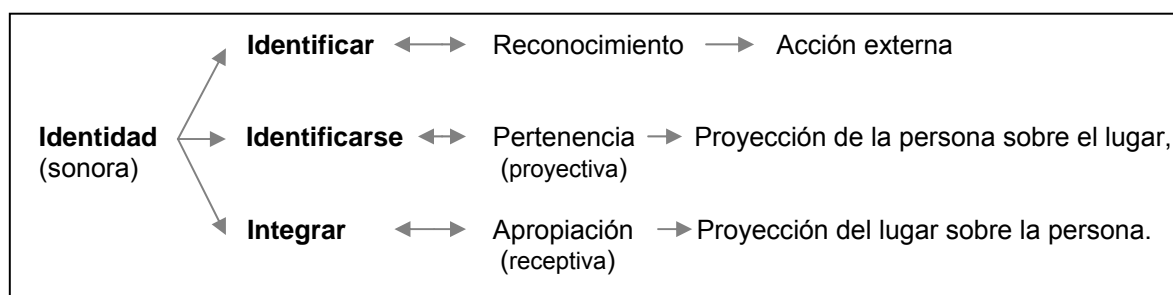 Identificar Reconocimiento Acción externa
Identidad Identificarse Pertenencia Proyección de la persona sobre el lugar,
(sonora) (proyectiva)
Integrar Apropiación Proyección del lugar sobre la persona.
(receptiva)